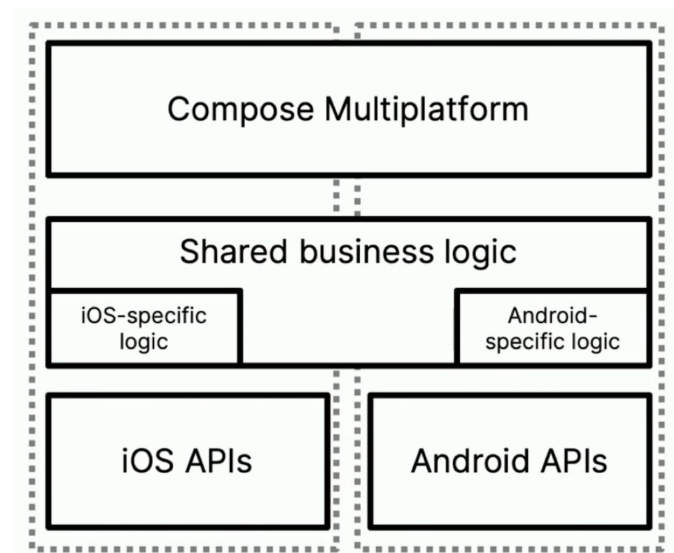 Compose Multiplatform
Shared business logic
iOS-specific
logic
Android-
specific logic
iOS APIs
Android APIs